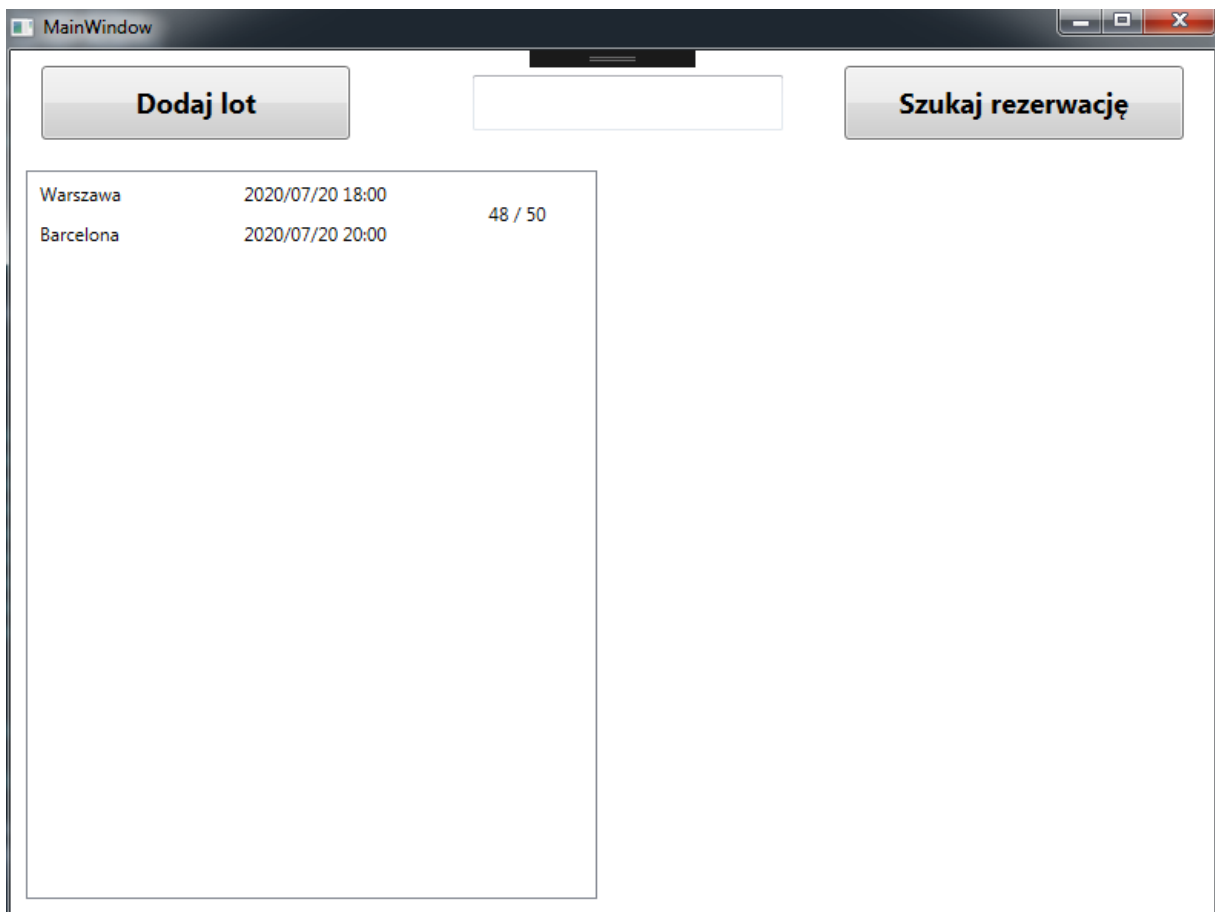 MainWindow
Dodaj lot
Szukaj rezerwację
Warszawa 2020/07/20 18:00
48 / 50
Barcelona 2020/07/20 20:00